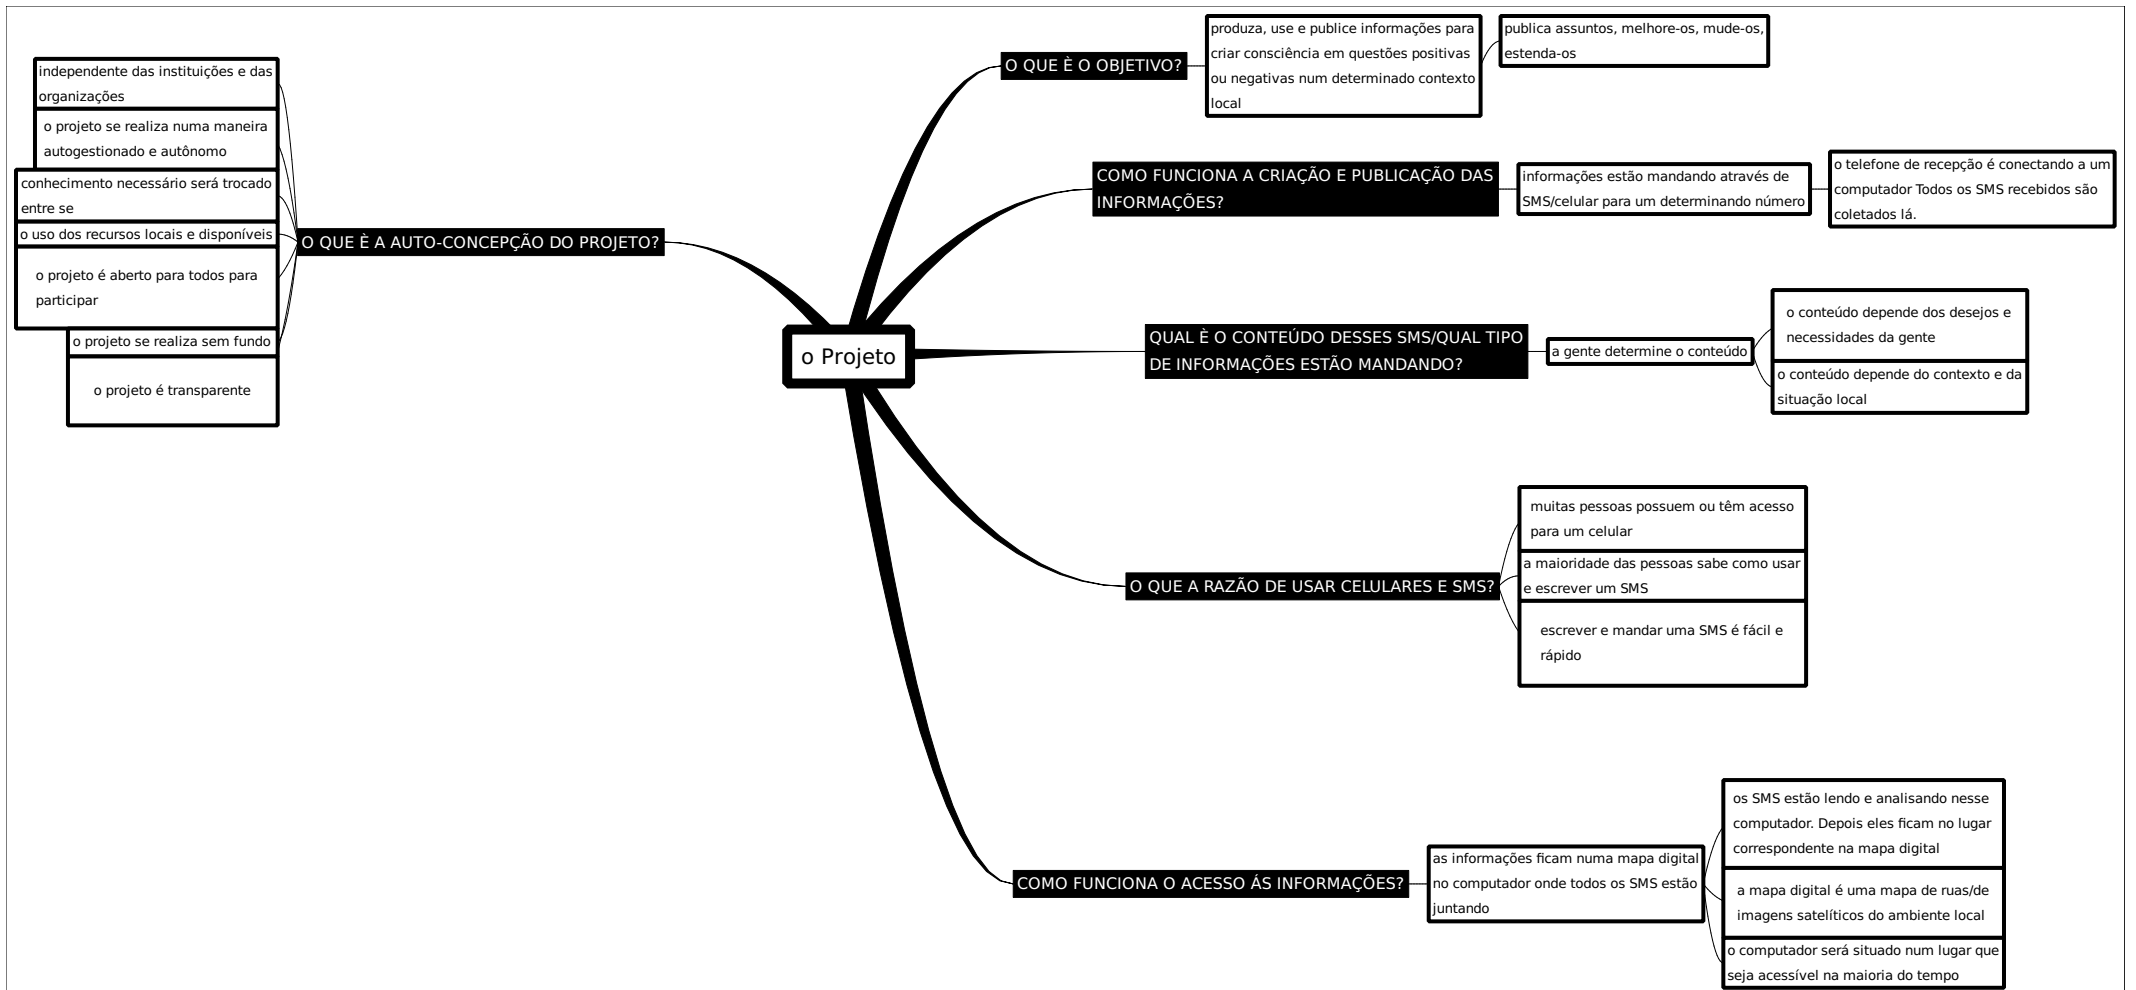 o Projeto
O QUE È O OBJETIVO?
produza, use e publice informações para
criar consciência em questões positivas
ou negativas num determinado contexto
local
publica assuntos, melhore-os, mude-os,
estenda-os
COMO FUNCIONA A CRIAÇÃO E PUBLICAÇÃO DAS
INFORMAÇÕES?
informações estão mandando através de
SMS/celular para um determinando número
o telefone de recepção é conectando a um
computador Todos os SMS recebidos são
coletados lá.
QUAL È O CONTEÚDO DESSES SMS/QUAL TIPO
DE INFORMAÇÕES ESTÃO MANDANDO?
a gente determine o conteúdo
o conteúdo depende dos desejos e
necessidades da gente
o conteúdo depende do contexto e da
situação local
O QUE A RAZÃO DE USAR CELULARES E SMS?
muitas pessoas possuem ou têm acesso
para um celular
a maioridade das pessoas sabe como usar
e escrever um SMS
escrever e mandar uma SMS é fácil e
rápido
COMO FUNCIONA O ACESSO ÁS INFORMAÇÕES?
as informações ficam numa mapa digital
no computador onde todos os SMS estão
juntando
os SMS estão lendo e analisando nesse
computador. Depois eles ficam no lugar
correspondente na mapa digital
a mapa digital é uma mapa de ruas/de
imagens satelíticos do ambiente local
o computador será situado num lugar que
seja acessível na maioria do tempo
O QUE È A AUTO-CONCEPÇÃO DO PROJETO?
independente das instituições e das
organizações
o projeto se realiza numa maneira
autogestionado e autônomo
conhecimento necessário será trocado
entre se
o uso dos recursos locais e disponíveis
o projeto é aberto para todos para
participar
o projeto se realiza sem fundo
o projeto é transparente